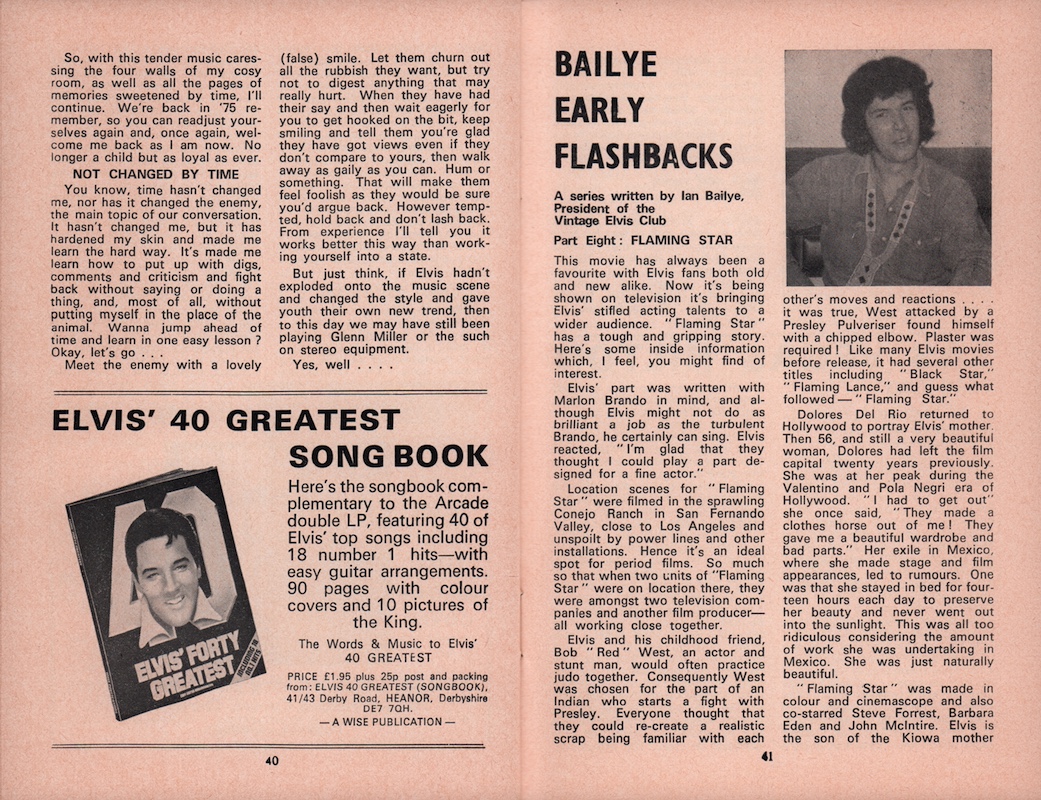 So, with this tender music cares-
sing the four walls of my cosy
room, as well as all the pages of
memories sweetened by time, I'll
continue. We're back in '75 re-
member, so you can readjust your-
selves again and, once again, wel-
come me back as I am now. No
longer a child but as loyal as ever.
NOT CHANGED BY TIME
You know, time hasn't changed
me, nor has it changed the enemy,
the main topic of our conversation.
It hasn't changed me, but it has
hardened my skin and made me
learn the hard way. It's made me
learn how to put up with digs,
comments and criticism and fight
back without saying or doing a
thing, and, most of all, without
putting myself in the place of the
animal. Wanna jump ahead of
time and learn in one easy lesson ?
Okay, let's go . . .
Meet the enemy with a lovely
(false) smile. Let them churn out
all the rubbish they want, but try
not to digest anything that may
really hurt. When they have had
their say and then wait eagerly for
you to get hooked on the bit, keep
smiling and tell them you're glad
they have got views even if they
don't compare to yours, then walk
away as gaily as you can. Hum or
something. That will make them
feel foolish as they would be sure
you'd argue back. However temp-
ted, hold back and don't lash back.
From experience I'll tell you it
works better this way than work-
ing yourself into a state.
But just think, if Elvis hadn't
exploded onto the music scene
and changed the style and gave
youth their own new trend, then
to this day we may have still been
playing Glenn Miller or the such
on stereo equipment.
Yes, well . . . .
ELVIS' 40 GREATEST
SONG BOOK
40
ELVIS' FORTY
GREATEST
Here's the songbook com-
plementary to the Arcade
double LP, featuring 40 of
Elvis' top songs including
18 number 1 hits—with
easy guitar arrangements.
90 pages with colour
covers and 10 pictures of
the King.
The Words & Music to Elvis'
40 GREATEST
PRICE £1.95 plus 25p post and packing
from: ELVIS 40 GREATEST (SONGBOOK),
41/43 Derby Road, HEANOR, Derbyshire
DE7 7QH.
— A WISE PUBLICATION —
40
BAILYE
EARLY
FLASHBACKS
A series written by Ian Bailye,
President of the
Vintage Elvis Club
Part Eight : FLAMING STAR
This movie has always been a
favourite with Elvis fans both old
and new alike. Now it's being
shown on television it's bringing
Elvis' stifled acting talents to a
wider audience. " Flaming Star "
has a tough and gripping story.
Here's some inside information
which, I feel, you might find of
interest.
Elvis' part was written with
Marlon Brando in mind, and al-
though Elvis might not do as
brilliant a job as the turbulent
Brando, he certainly can sing. Elvis
reacted, "I'm glad that they
thought I could play a part de-
signed for a fine actor."
Location scenes for " Flaming
Star " were filmed in the sprawling
Conejo Ranch in San Fernando
Valley, close to Los Angeles and
unspoilt by power lines and other
installations. Hence it's an ideal
spot for period films. So much
so that when two units of "Flaming
Star " were on location there, they
were amongst two television com-
panies and another film producer—
all working close together.
Elvis and his childhood friend,
Bob " Red " West, an actor and
stunt man, would often practice
judo together. Consequently West
was chosen for the part of an
Indian who starts a fight with
Presley. Everyone thought that
they could re-create a realistic
scrap being familiar with each
other's moves and reactions . . . .
it was true, West attacked by a
Presley Pulveriser found himself
with a chipped elbow. Plaster was
required ! Like many Elvis movies
before release, it had several other
titles including " Black Star,"
" Flaming Lance," and guess what
followed — " Flaming Star."
Dolores Del Rio returned to
Hollywood to portray Elvis' mother.
Then 56, and still a very beautiful
woman, Dolores had left the film
capital twenty years previously.
She was at her peak during the
Valentino and Pola Negri era of
Hollywood. " I had to get out"
she once said, " They made a
clothes horse out of me ! They
gave me a beautiful wardrobe and
bad parts." Her exile in Mexico,
where she made stage and film
appearances, led to rumours. One
was that she stayed in bed for four-
teen hours each day to preserve
her beauty and never went out
into the sunlight. This was all too
ridiculous considering the amount
of work she was undertaking in
Mexico. She was just naturally
beautiful.
" Flaming Star " was made in
colour and cinemascope and also
co-starred Steve Forrest, Barbara
Eden and John McIntire. Elvis is
the son of the Kiowa mother
41